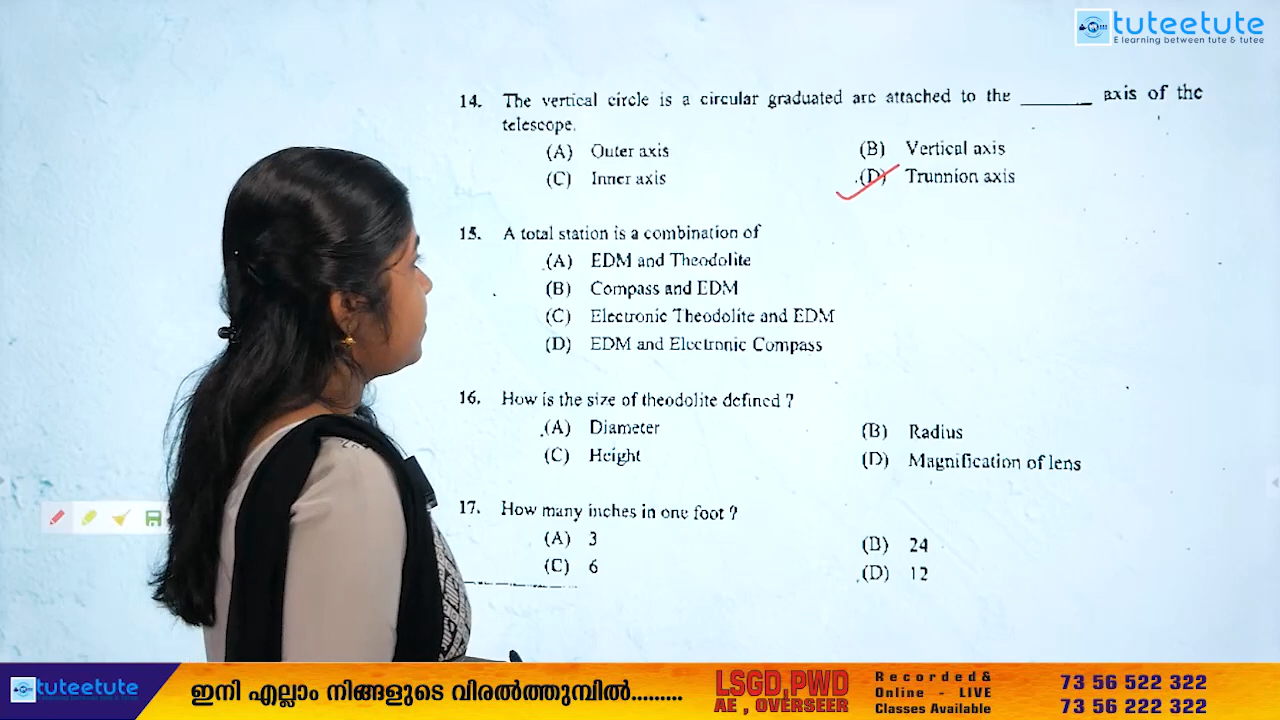 tuteetute
E learning between tute & tutee
14. The vertical circle is a circular graduated arc attached to the ______ axis of the
telescope.
(A) Outer axis (B) Vertical axis
(C) Inner axis (D) Trunnion axis
15. A total station is a combination of
(A) EDM and Theodolite
(B) Compass and EDM
(C) Electronic Theodolite and EDM
(D) EDM and Electronic Compass
16. How is the size of theodolite defined ?
(A) Diameter (B) Radius
(C) Height (D) Magnification of lens
17. How many inches in one foot ?
(A) 3 (B) 24
(C) 6 (D) 12
tuteetute
ഇനി എല്ലാം നിങ്ങളുടെ വിരൽത്തുമ്പിൽ.........
LSGD,PWD
AE , OVERSEER
Recorded &
Online - LIVE
Classes Available
73 56 522 322
73 56 222 322